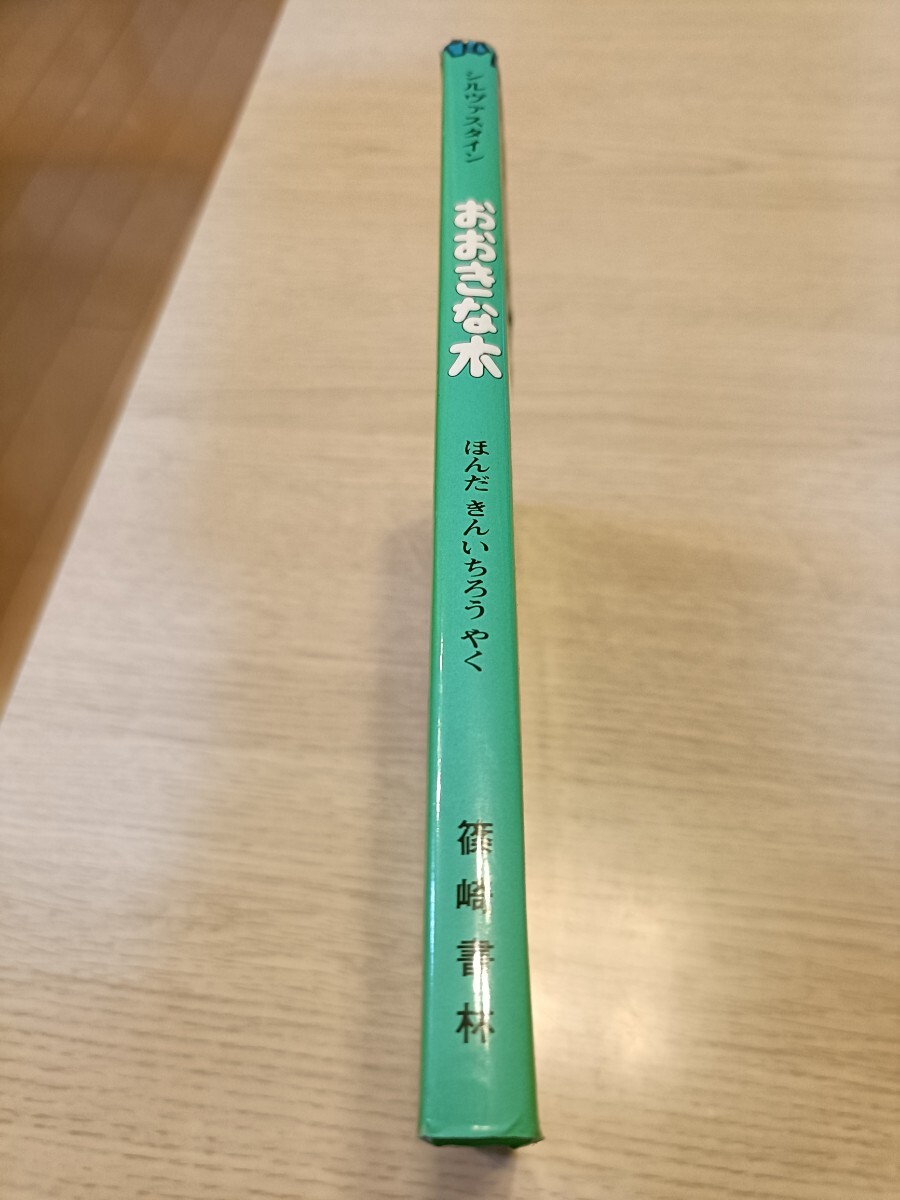 シルヴァスタイン
おおきな木
ほんだ きんいちろう やく
篠崎書林